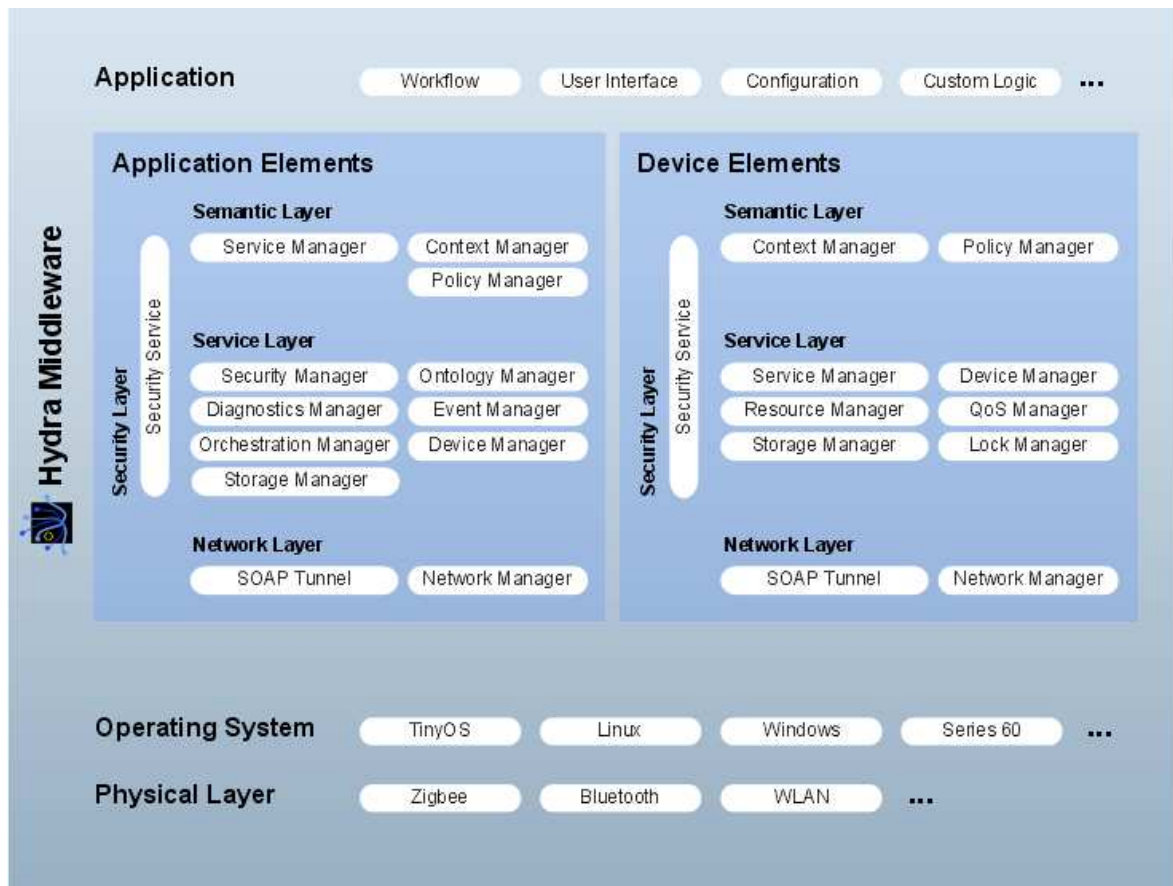 Application
Workflow
User Interface
Configuration
Custom Logic
...
Hydra Middleware
Application Elements
Security Layer
Security Service
Semantic Layer
Service Manager
Context Manager
Policy Manager
Service Layer
Security Manager
Ontology Manager
Diagnostics Manager
Event Manager
Orchestration Manager
Device Manager
Storage Manager
Network Layer
SOAP Tunnel
Network Manager
Device Elements
Security Layer
Security Service
Semantic Layer
Context Manager
Policy Manager
Service Layer
Service Manager
Device Manager
Resource Manager
QoS Manager
Storage Manager
Lock Manager
Network Layer
SOAP Tunnel
Network Manager
Operating System
TinyOS
Linux
Windows
Series 60
...
Physical Layer
Zigbee
Bluetooth
WLAN
...